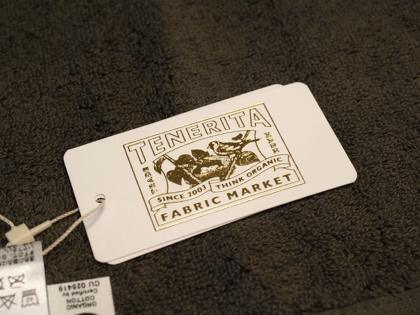 TENERITA
SINCE 2003
THINK ORGANIC
FABRIC MARKET
ORGANIC
COTTON
Certified by
CU 025419